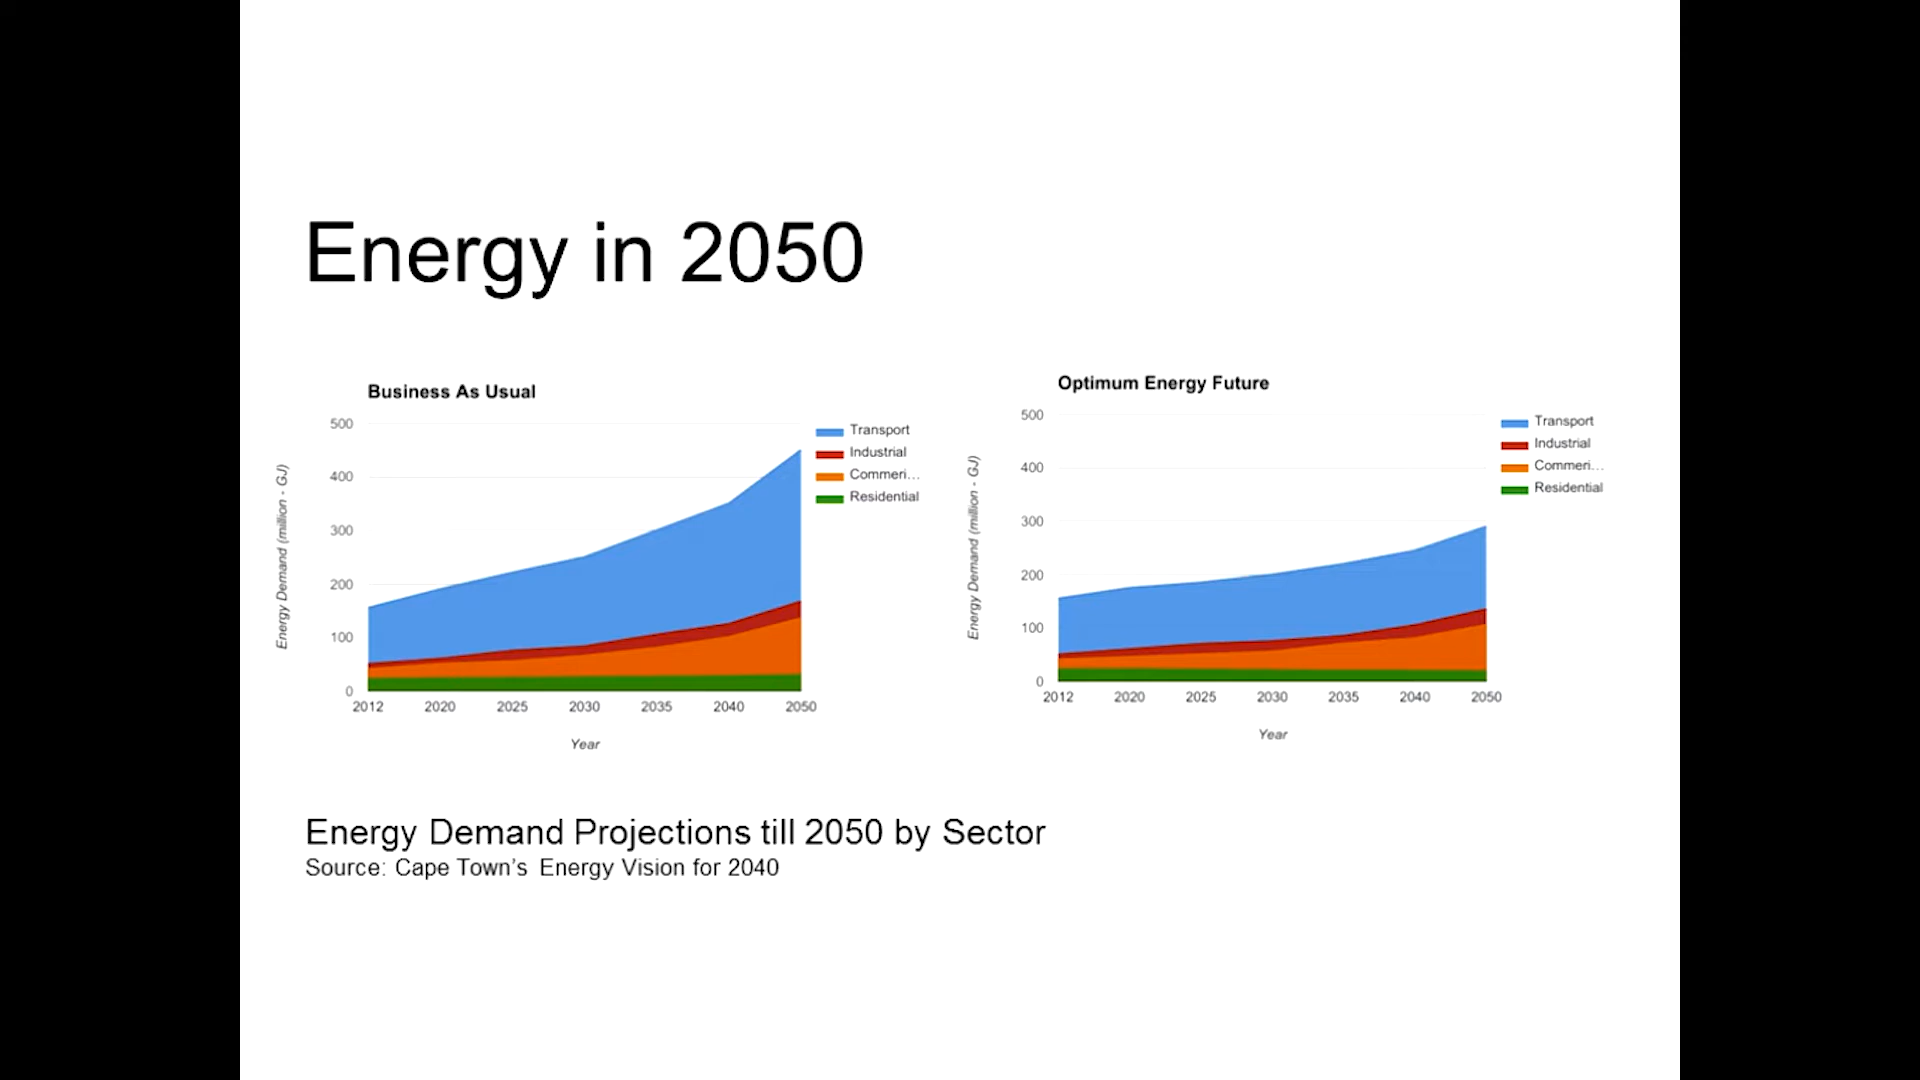 Energy in 2050
Business As Usual
500
400
300
200
100
0
2012 2020 2025 2030 2035 2040 2050
Year
Energy Demand (million - GJ)
Transport
Industrial
Commeri...
Residential
Optimum Energy Future
500
400
300
200
100
0
2012 2020 2025 2030 2035 2040 2050
Year
Energy Demand (million - GJ)
Transport
Industrial
Commeri...
Residential
Energy Demand Projections till 2050 by Sector
Source: Cape Town’s Energy Vision for 2040